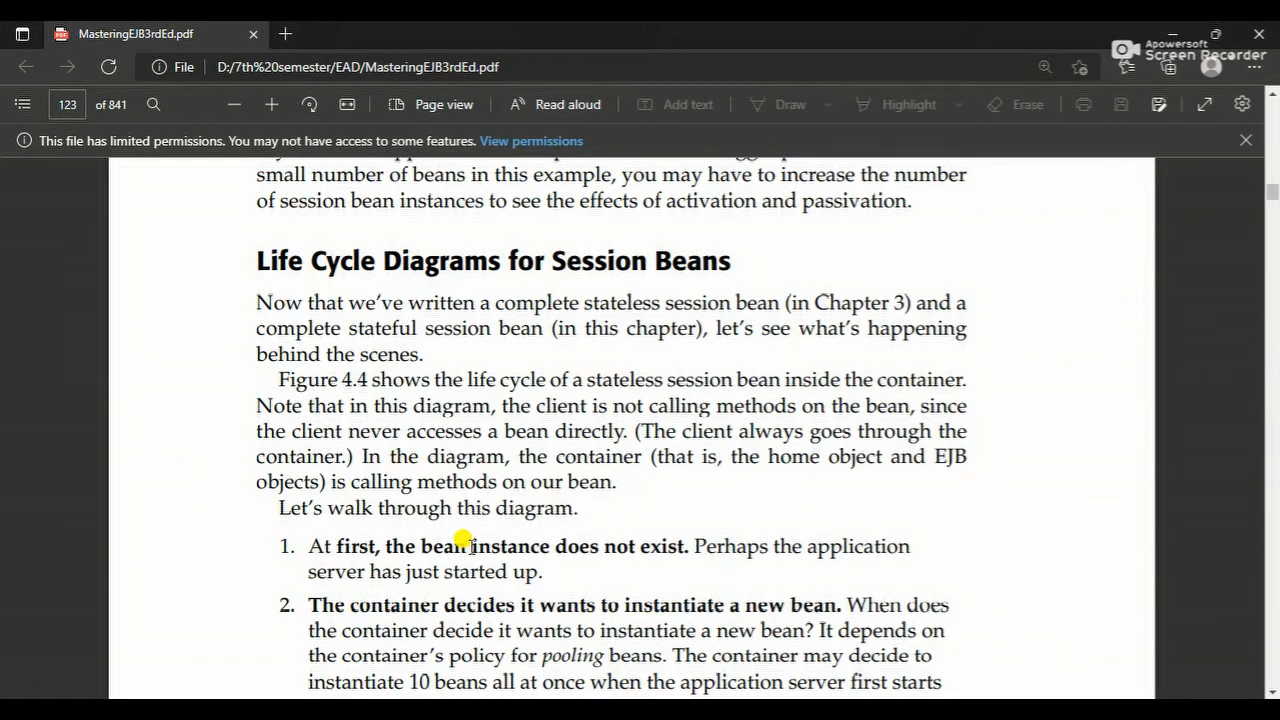 MasteringEJB3rdEd.pdf
Apowersoft
Screen Recorder
File D:/7th%20semester/EAD/MasteringEJB3rdEd.pdf
123 of 841 Page view Read aloud Add text Draw Highlight Erase
This file has limited permissions. You may not have access to some features. View permissions
small number of beans in this example, you may have to increase the number
of session bean instances to see the effects of activation and passivation.
Life Cycle Diagrams for Session Beans
Now that we've written a complete stateless session bean (in Chapter 3) and a
complete stateful session bean (in this chapter), let's see what's happening
behind the scenes.
Figure 4.4 shows the life cycle of a stateless session bean inside the container.
Note that in this diagram, the client is not calling methods on the bean, since
the client never accesses a bean directly. (The client always goes through the
container.) In the diagram, the container (that is, the home object and EJB
objects) is calling methods on our bean.
Let's walk through this diagram.
1. At first, the bean instance does not exist. Perhaps the application
server has just started up.
2. The container decides it wants to instantiate a new bean. When does
the container decide it wants to instantiate a new bean? It depends on
the container's policy for pooling beans. The container may decide to
instantiate 10 beans all at once when the application server first starts